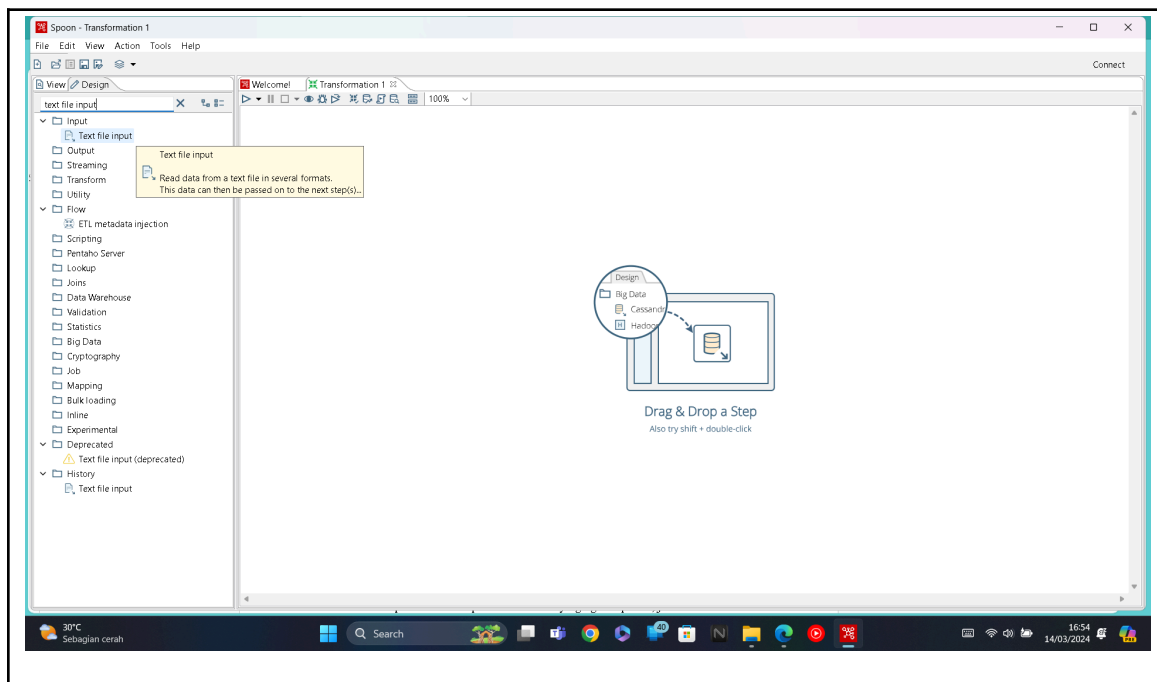 Spoon - Transformation 1
File Edit View Action Tools Help
Connect
View Design
Welcome! Transformation 1
text file input
100%
Input
Text file input
Output
Streaming
Transform
Utility
Flow
ETL metadata injection
Scripting
Pentaho Server
Lookup
Joins
Data Warehouse
Validation
Statistics
Big Data
Cryptography
Job
Mapping
Bulk loading
Inline
Experimental
Deprecated
Text file input (deprecated)
History
Text file input
Text file input
Read data from a text file in several formats.
This data can then be passed on to the next step(s)...
Design
Big Data
Cassandr
Hadoop
Drag & Drop a Step
Also try shift + double-click
30°C
Sebagian cerah
Search
40
16:54
14/03/2024